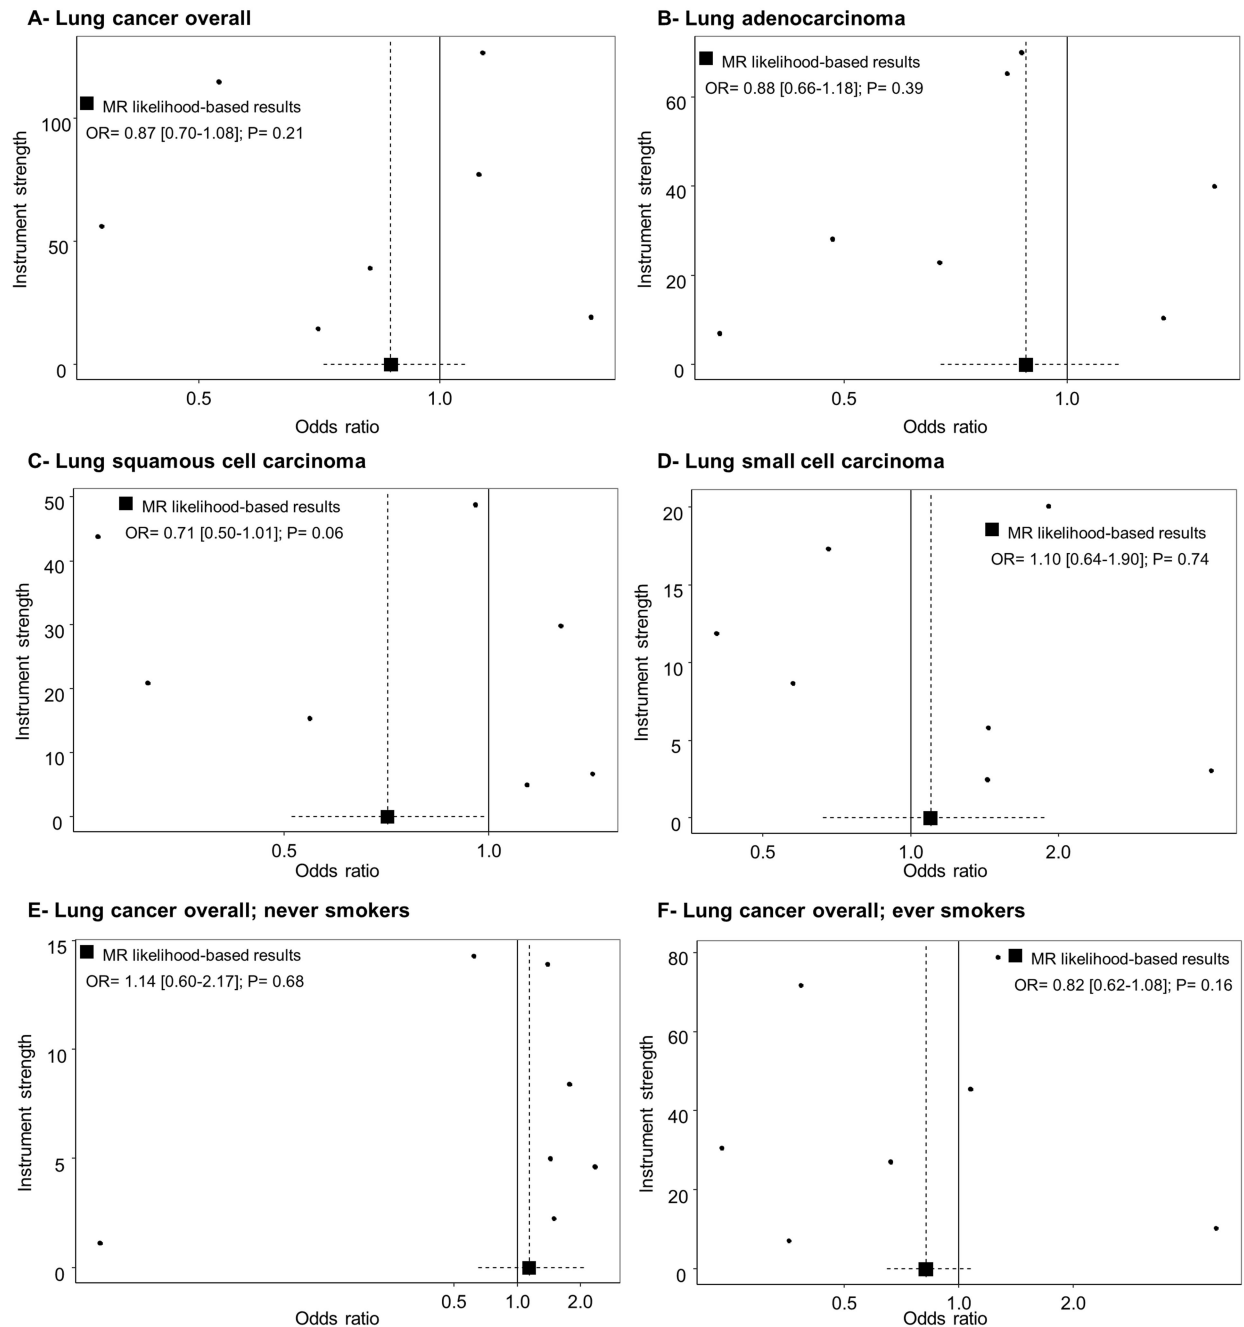 A- Lung cancer overall
MR likelihood-based results
OR= 0.87 [0.70-1.08]; P= 0.21
Instrument strength
100
50
0
0.5 1.0
Odds ratio
B- Lung adenocarcinoma
MR likelihood-based results
OR= 0.88 [0.66-1.18]; P= 0.39
Instrument strength
60
40
20
0
0.5 1.0
Odds ratio
C- Lung squamous cell carcinoma
MR likelihood-based results
OR= 0.71 [0.50-1.01]; P= 0.06
Instrument strength
50
40
30
20
10
0
0.5 1.0
Odds ratio
D- Lung small cell carcinoma
MR likelihood-based results
OR= 1.10 [0.64-1.90]; P= 0.74
Instrument strength
20
15
10
5
0
0.5 1.0 2.0
Odds ratio
E- Lung cancer overall; never smokers
MR likelihood-based results
OR= 1.14 [0.60-2.17]; P= 0.68
Instrument strength
15
10
5
0
0.5 1.0 2.0
Odds ratio
F- Lung cancer overall; ever smokers
MR likelihood-based results
OR= 0.82 [0.62-1.08]; P= 0.16
Instrument strength
80
60
40
20
0
0.5 1.0 2.0
Odds ratio